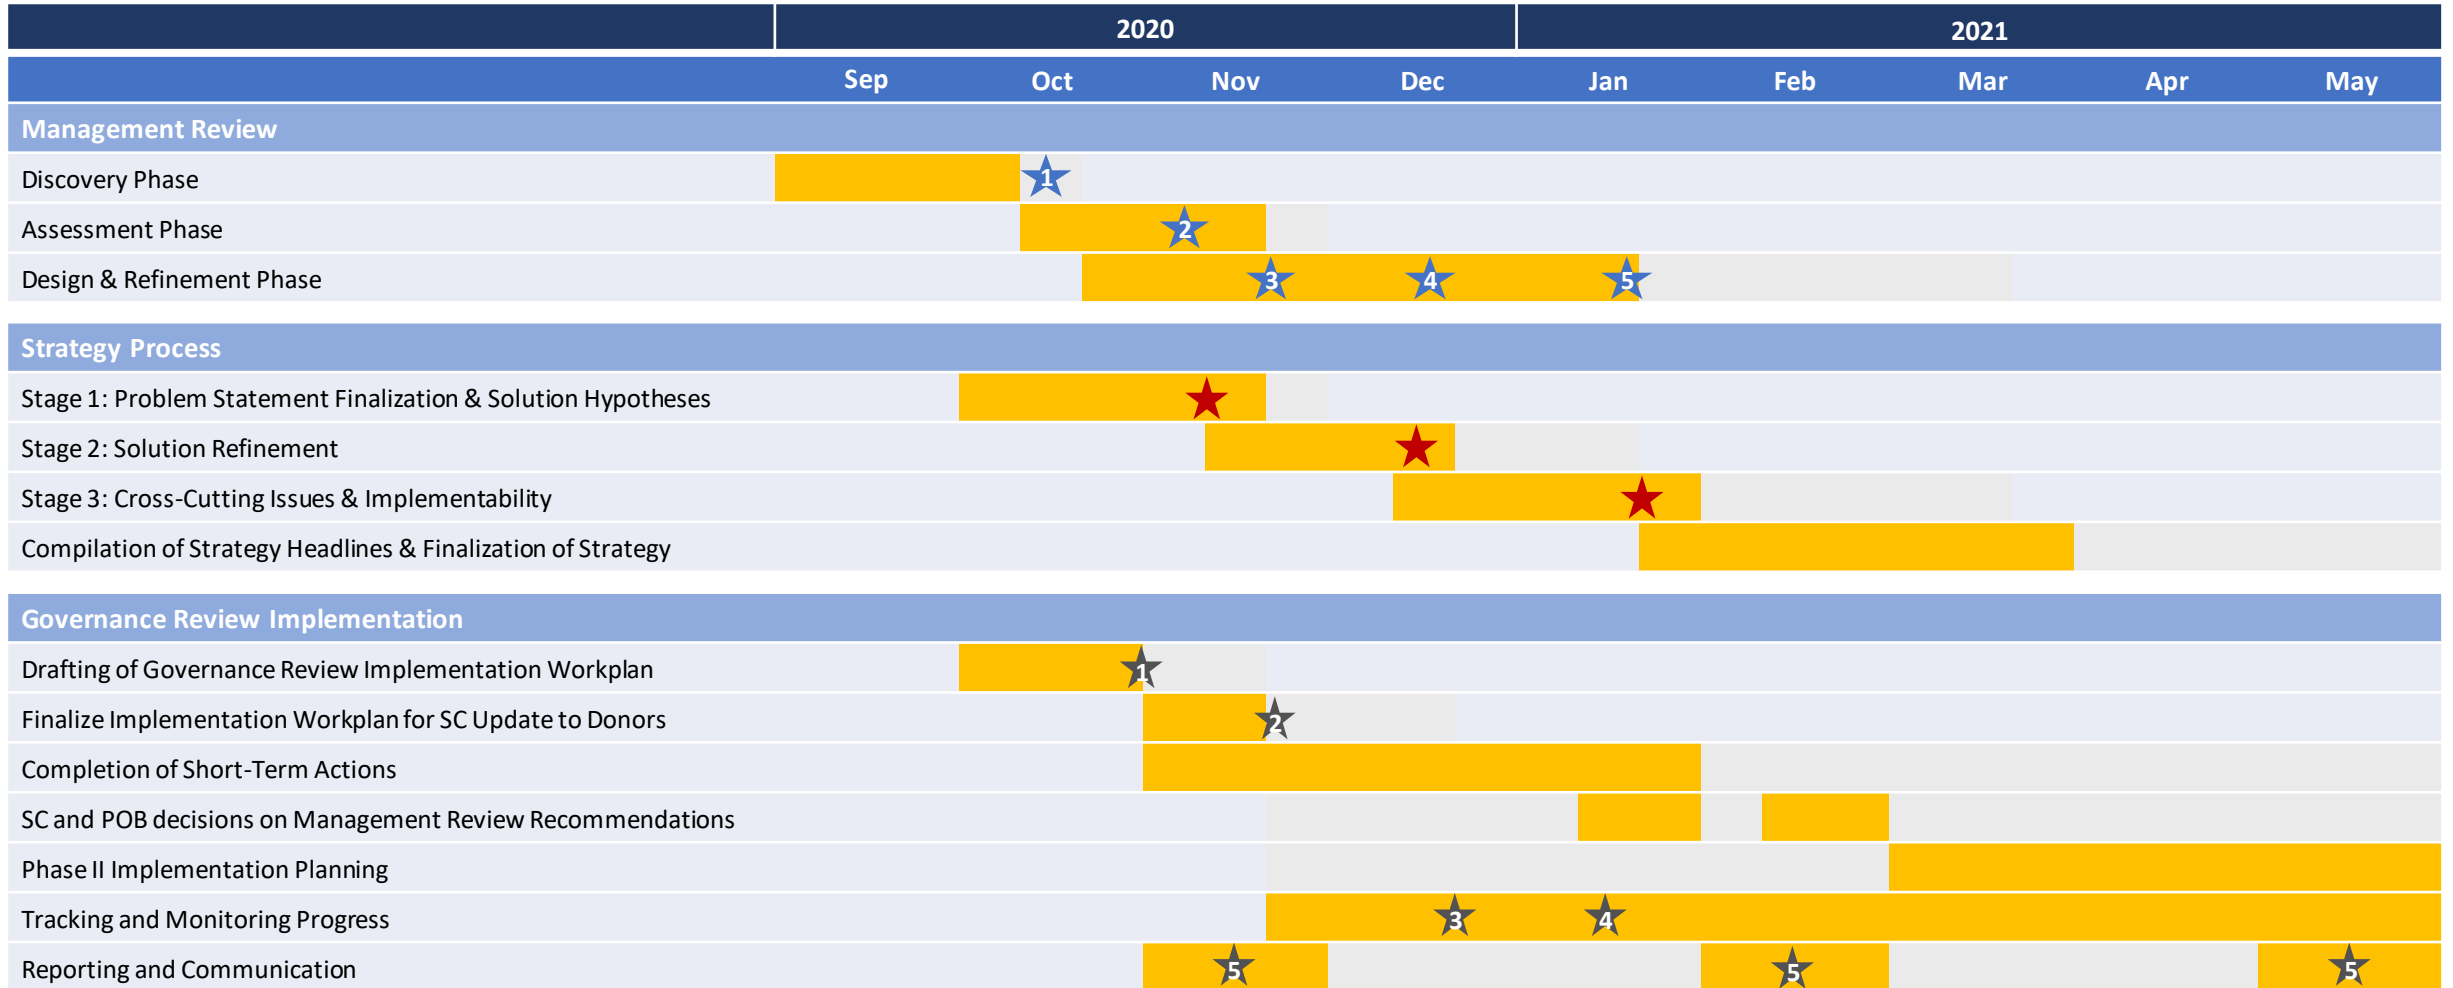 2020 2021
Sep Oct Nov Dec Jan Feb Mar Apr May
Management Review
Discovery Phase 1
Assessment Phase 2
Design & Refinement Phase 3 4 5
Strategy Process
Stage 1: Problem Statement Finalization & Solution Hypotheses
Stage 2: Solution Refinement
Stage 3: Cross-Cutting Issues & Implementability
Compilation of Strategy Headlines & Finalization of Strategy
Governance Review Implementation
Drafting of Governance Review Implementation Workplan 1
Finalize Implementation Workplan for SC Update to Donors 2
Completion of Short-Term Actions
SC and POB decisions on Management Review Recommendations
Phase II Implementation Planning
Tracking and Monitoring Progress 3 4
Reporting and Communication 5 5 5